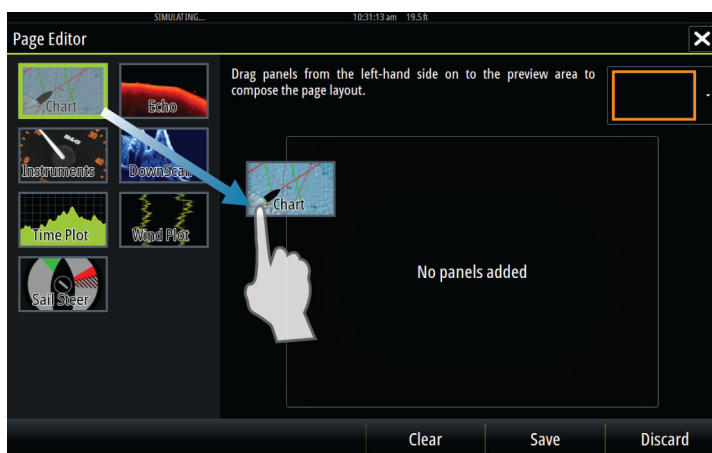 SIMULATING...
10:31:13 am 19.5 ft
Page Editor
Drag panels from the left-hand side on to the preview area to
compose the page layout.
Chart
Echo
Instruments
B&G
DownScan
Chart
Time Plot
Wind Plot
No panels added
Sail Steer
Clear
Save
Discard